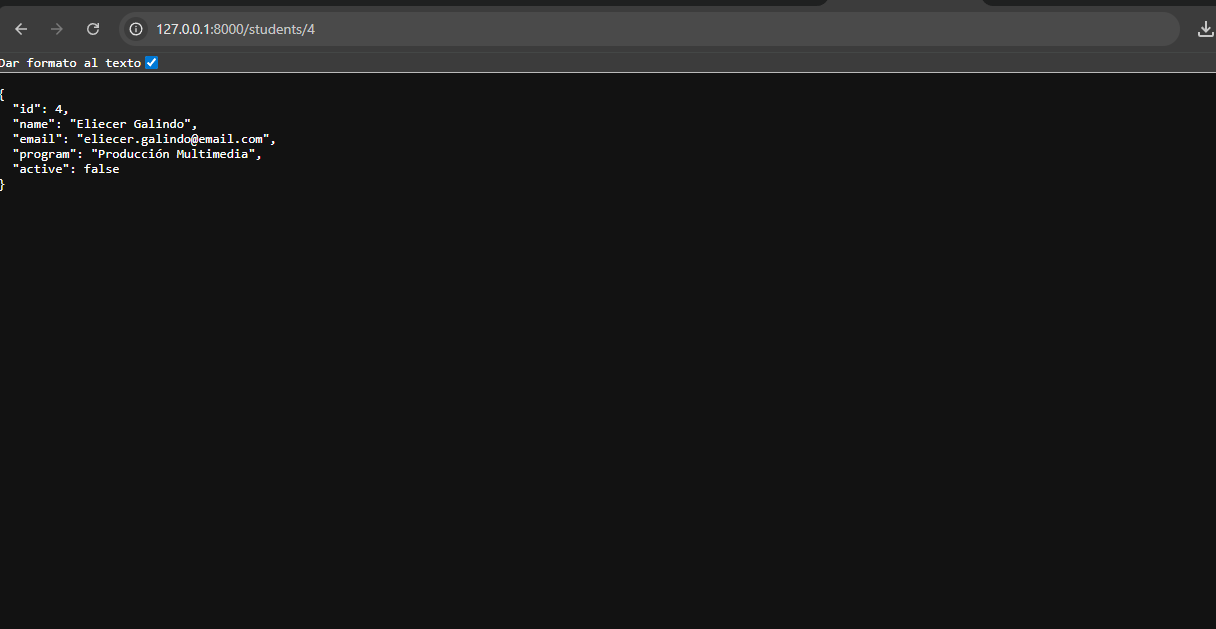 127.0.0.1:8000/students/4
Dar formato al texto
{
  "id": 4,
  "name": "Eliecer Galindo",
  "email": "eliecer.galindo@email.com",
  "program": "Producción Multimedia",
  "active": false
}